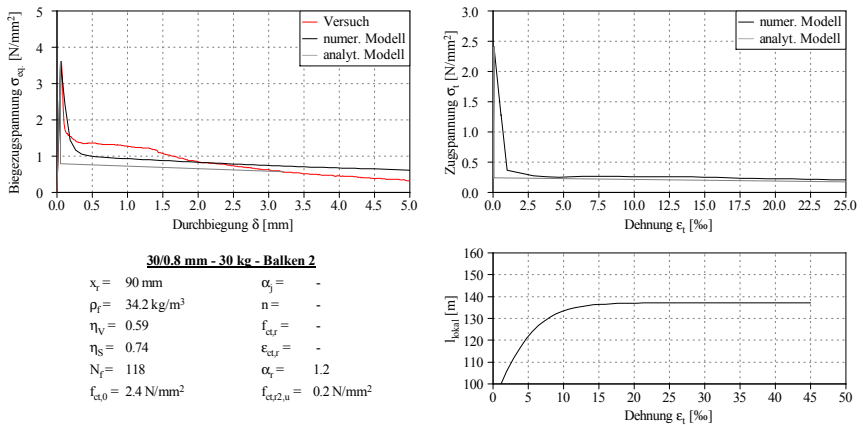 5
4
3
2
1
0
0.0 0.5 1.0 1.5 2.0 2.5 3.0 3.5 4.0 4.5 5.0
Biegezugspannung σeq. [N/mm²]
Durchbiegung δ [mm]
Versuch
numer. Modell
analyt. Modell
3.0
2.5
2.0
1.5
1.0
0.5
0.0
0.0 2.5 5.0 7.5 10.0 12.5 15.0 17.5 20.0 22.5 25.0
Zugspannung σt [N/mm²]
Dehnung εt [‰]
numer. Modell
analyt. Modell
30/0.8 mm - 30 kg - Balken 2
xr = 90 mm αj = -
ρf = 34.2 kg/m³ n = -
ηV = 0.59 fct,r = -
ηS = 0.74 εct,r = -
Nf = 118 αr = 1.2
fct,0 = 2.4 N/mm² fct,r2,u = 0.2 N/mm²
160
150
140
130
120
110
100
0 5 10 15 20 25 30 35 40 45 50
llokal [m]
Dehnung εt [‰]